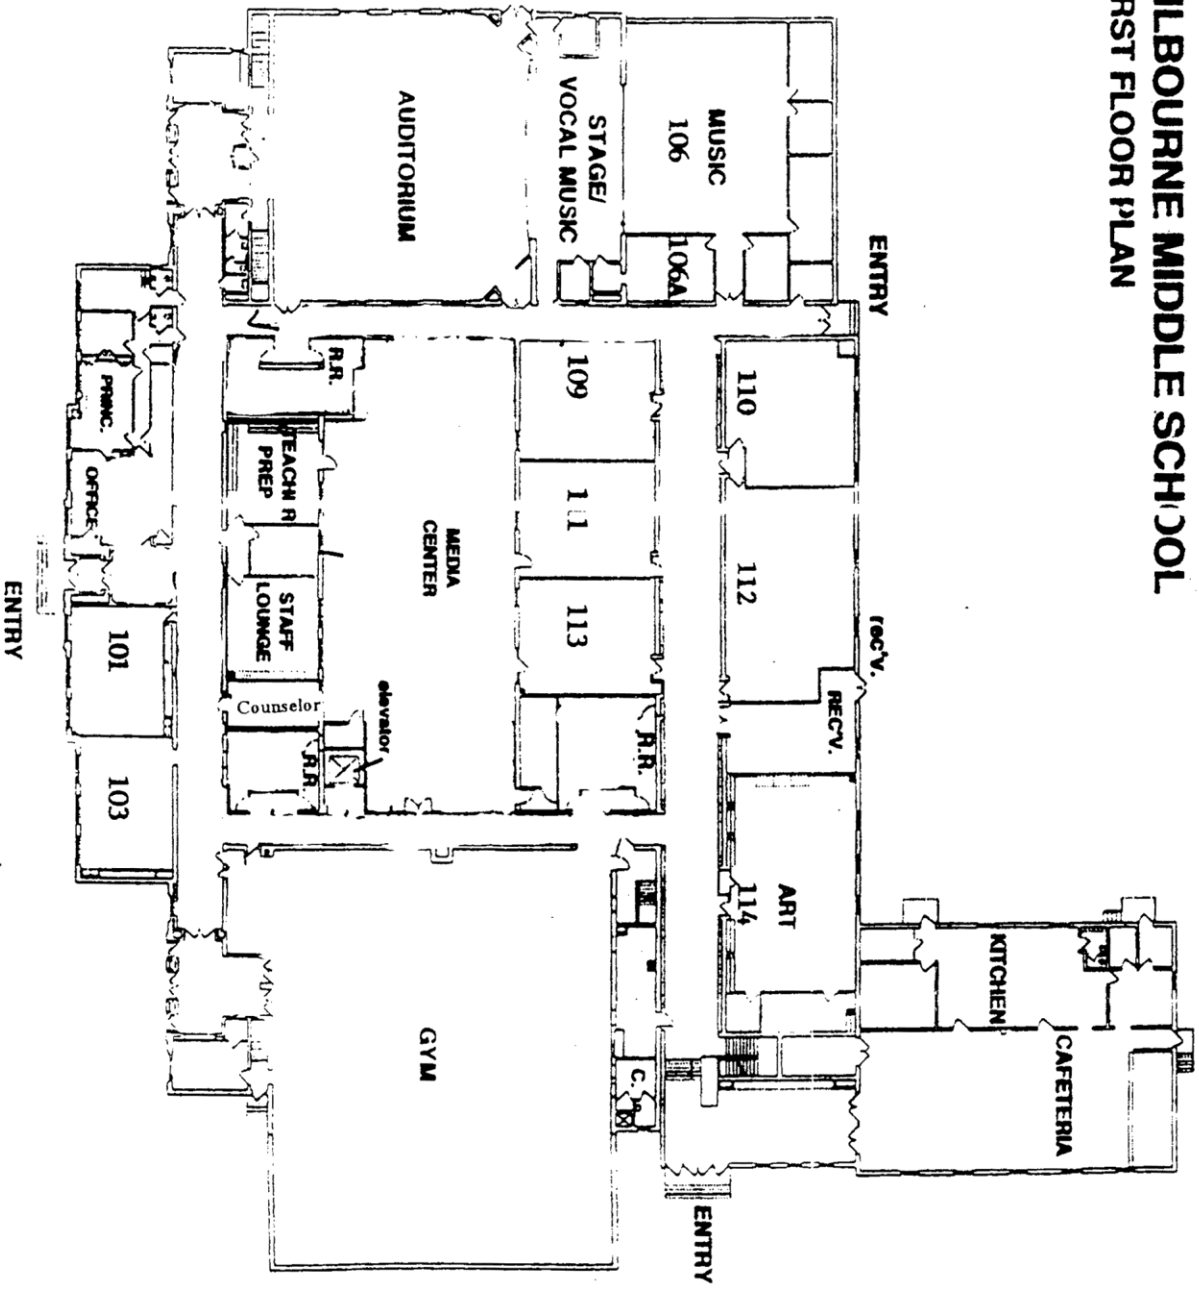 ILBOURNE MIDDLE SCHOOL
RST FLOOR PLAN
ENTRY
MUSIC
106
106A
STAGE/
VOCAL MUSIC
AUDITORIUM
110
112
rec'v.
REC'V.
109
111
113
R.R.
R.R.
TEACHER
PREP
MEDIA
CENTER
STAFF
LOUNGE
Counselor
elevator
R.R.
PRINC.
OFFICE
ENTRY
101
103
ART
114
KITCHEN
CAFETERIA
GYM
ENTRY